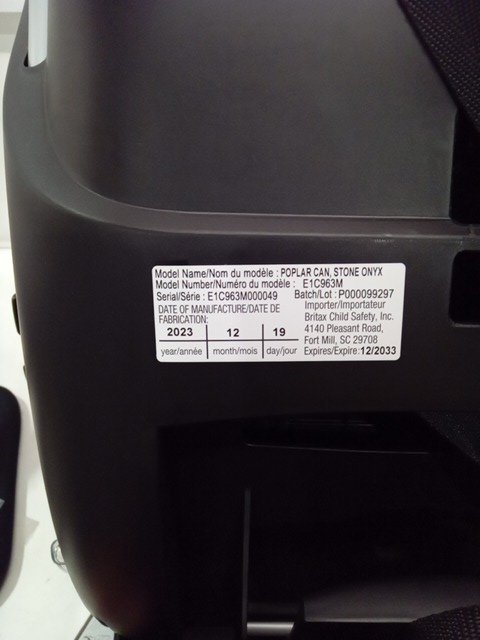 Model Name/Nom du modèle : POPLAR CAN, STONE ONYX
Model Number/Numéro du modèle : E1C963M
Serial/Série : E1C963M000049 Batch/Lot : P000099297
DATE OF MANUFACTURE/DATE DE
FABRICATION:
2023 12 19
year/année month/mois day/jour
Importer/Importateur
Britax Child Safety, Inc.
4140 Pleasant Road,
Fort Mill, SC 29708
Expires/Expire: 12/2033